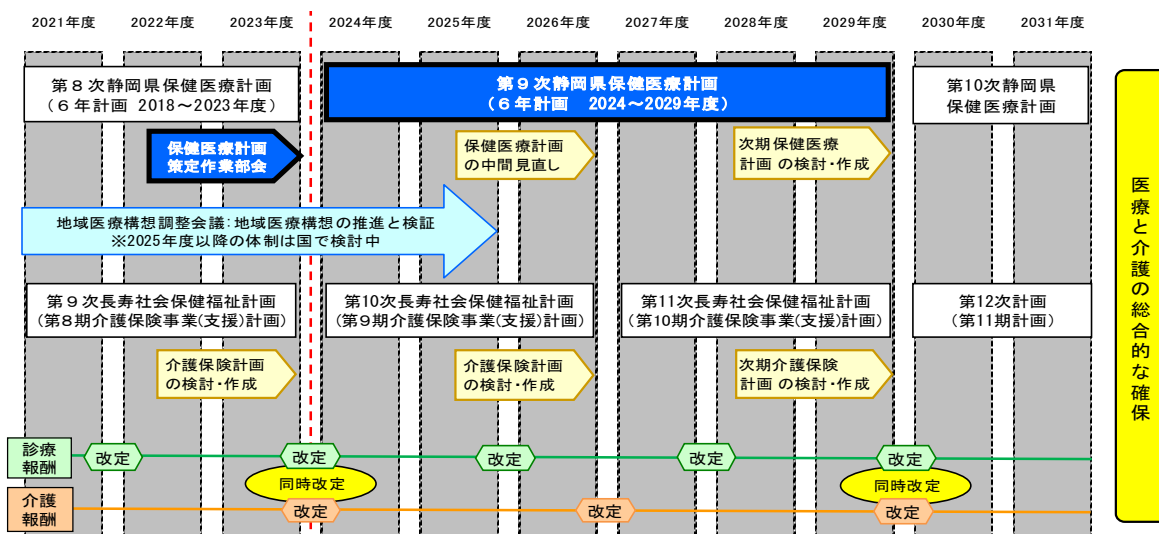 2021年度 2022年度 2023年度 2024年度 2025年度 2026年度 2027年度 2028年度 2029年度 2030年度 2031年度
第8次静岡県保健医療計画
(6年計画 2018～2023年度)
第9次静岡県保健医療計画
(6年計画 2024～2029年度)
第10次静岡県
保健医療計画
保健医療計画
策定作業部会
保健医療計画
の中間見直し
次期保健医療
計画の検討・作成
地域医療構想調整会議:地域医療構想の推進と検証
※2025年度以降の体制は国で検討中
第9次長寿社会保健福祉計画
(第8期介護保険事業(支援)計画)
第10次長寿社会保健福祉計画
(第9期介護保険事業(支援)計画)
第11次長寿社会保健福祉計画
(第10期介護保険事業(支援)計画)
第12次計画
(第11期計画)
介護保険計画
の検討・作成
介護保険計画
の検討・作成
次期介護保険
計画の検討・作成
診療
報酬
改定 改定 改定 改定 改定
同時改定 同時改定
介護
報酬
改定 改定 改定
医療と介護の総合的な確保